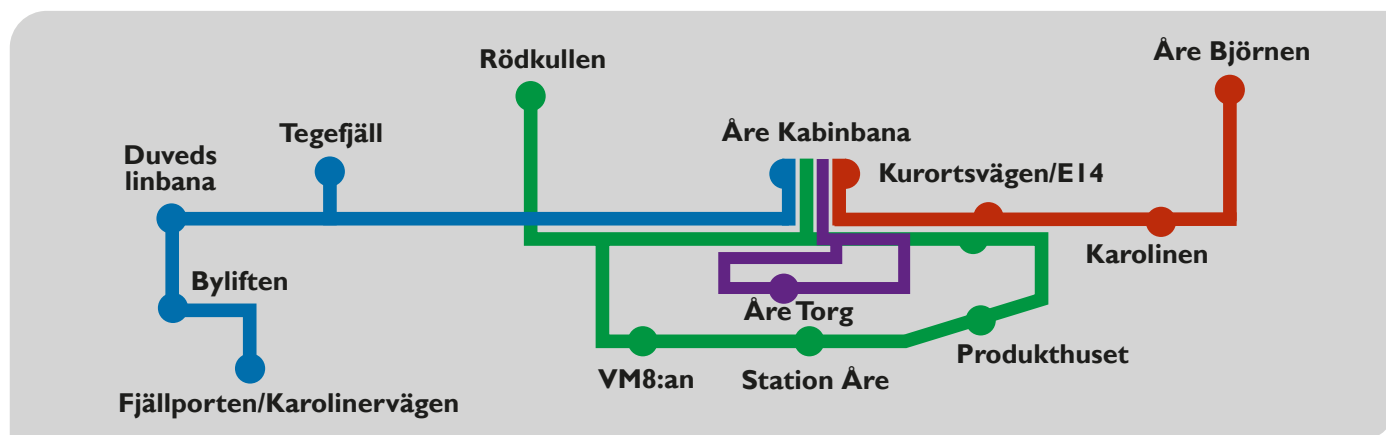 Åre Björnen
Rödkullen
Åre Kabinbana
Tegefjäll
Duveds
linbana
Kurortsvägen/E14
Karolinen
Byliften
Åre Torg
Produkthuset
VM8:an
Station Åre
Fjällporten/Karolinervägen